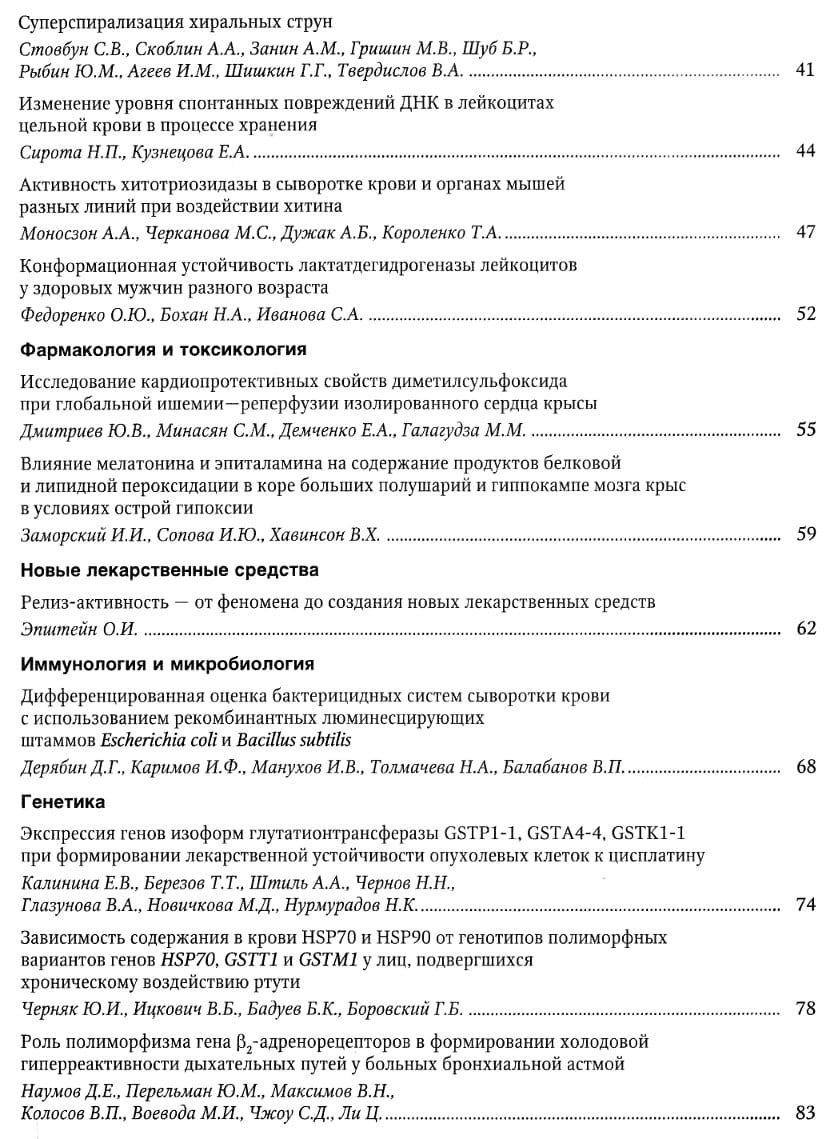 Суперспирализация хиральных струн
Стовбун С.В., Скоблин А.А., Занин А.М., Гришин М.В., Шуб Б.Р.,
Рыбин Ю.М., Агеев И.М., Шишкин Г.Г., Твердислов В.А. 41
Изменение уровня спонтанных повреждений ДНК в лейкоцитах
цельной крови в процессе хранения
Сирота Н.П., Кузнецова Е.А. 44
Активность хитотриозидазы в сыворотке крови и органах мышей
разных линий при воздействии хитина
Моносзон А.А., Черканова М.С., Дужак А.Б., Короленко Т.А. 47
Конформационная устойчивость лактатдегидрогеназы лейкоцитов
у здоровых мужчин разного возраста
Федоренко О.Ю., Бохан Н.А., Иванова С.А. 52
Фармакология и токсикология
Исследование кардиопротективных свойств диметилсульфоксида
при глобальной ишемии—реперфузии изолированного сердца крысы
Дмитриев Ю.В., Минасян С.М., Демченко Е.А., Галагудза М.М. 55
Влияние мелатонина и эпиталамина на содержание продуктов белковой
и липидной пероксидации в коре больших полушарий и гиппокампе мозга крыс
в условиях острой гипоксии
Заморский И.И., Сопова И.Ю., Хавинсон В.Х. 59
Новые лекарственные средства
Релиз-активность — от феномена до создания новых лекарственных средств
Эпштейн О.И. 62
Иммунология и микробиология
Дифференцированная оценка бактерицидных систем сыворотки крови
с использованием рекомбинантных люминесцирующих
штаммов Escherichia coli и Bacillus subtilis
Дерябин Д.Г., Каримов И.Ф., Манухов И.В., Толмачева Н.А., Балабанов В.П. 68
Генетика
Экспрессия генов изоформ глутатионтрансферазы GSTP1-1, GSTA4-4, GSTK1-1
при формировании лекарственной устойчивости опухолевых клеток к цисплатину
Калинина Е.В., Березов Т.Т., Штиль А.А., Чернов Н.Н.,
Глазунова В.А., Новичкова М.Д., Нурмурадов Н.К. 74
Зависимость содержания в крови HSP70 и HSP90 от генотипов полиморфных
вариантов генов HSP70, GSTT1 и GSTM1 у лиц, подвергшихся
хроническому воздействию ртути
Черняк Ю.И., Ицкович В.Б., Бадуев Б.К., Боровский Г.Б. 78
Роль полиморфизма гена β₂-адренорецепторов в формировании холодовой
гиперреактивности дыхательных путей у больных бронхиальной астмой
Наумов Д.Е., Перельман Ю.М., Максимов В.Н.,
Колосов В.П., Воевода М.И., Чжоу С.Д., Ли Ц. 83